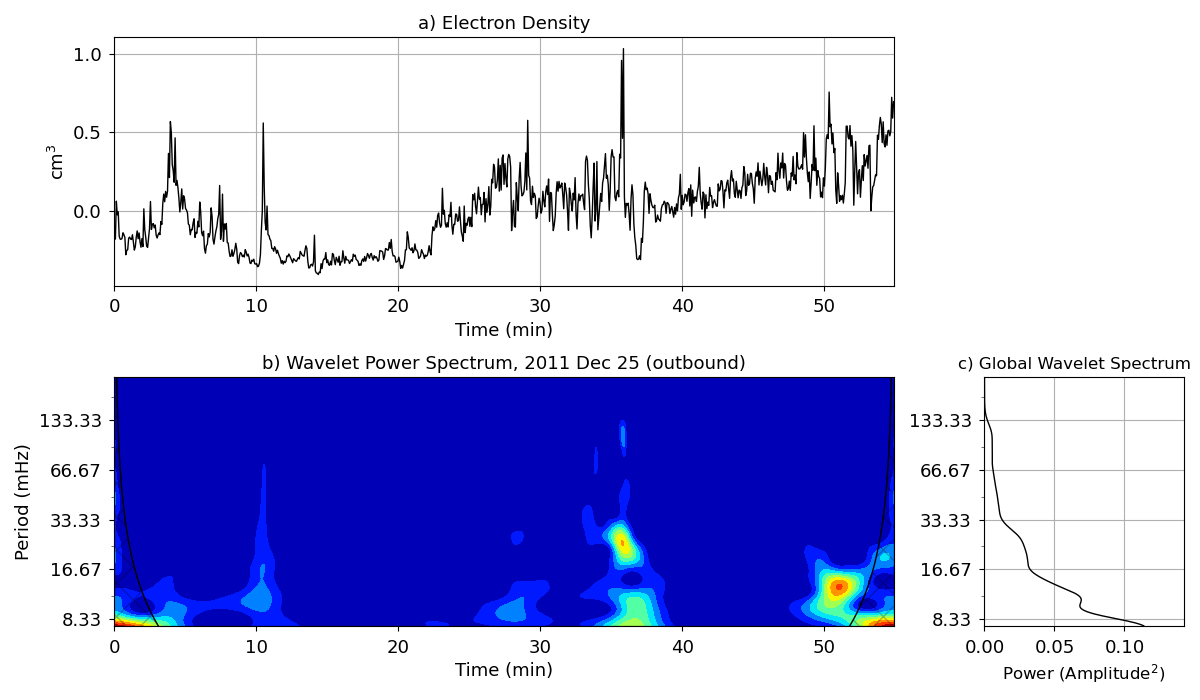 a) Electron Density
1.0
0.5
0.0
cm³
0 10 20 30 40 50
Time (min)
b) Wavelet Power Spectrum, 2011 Dec 25 (outbound)
133.33
66.67
33.33
16.67
8.33
Period (mHz)
0 10 20 30 40 50
Time (min)
c) Global Wavelet Spectrum
133.33
66.67
33.33
16.67
8.33
0.00 0.05 0.10
Power (Amplitude²)